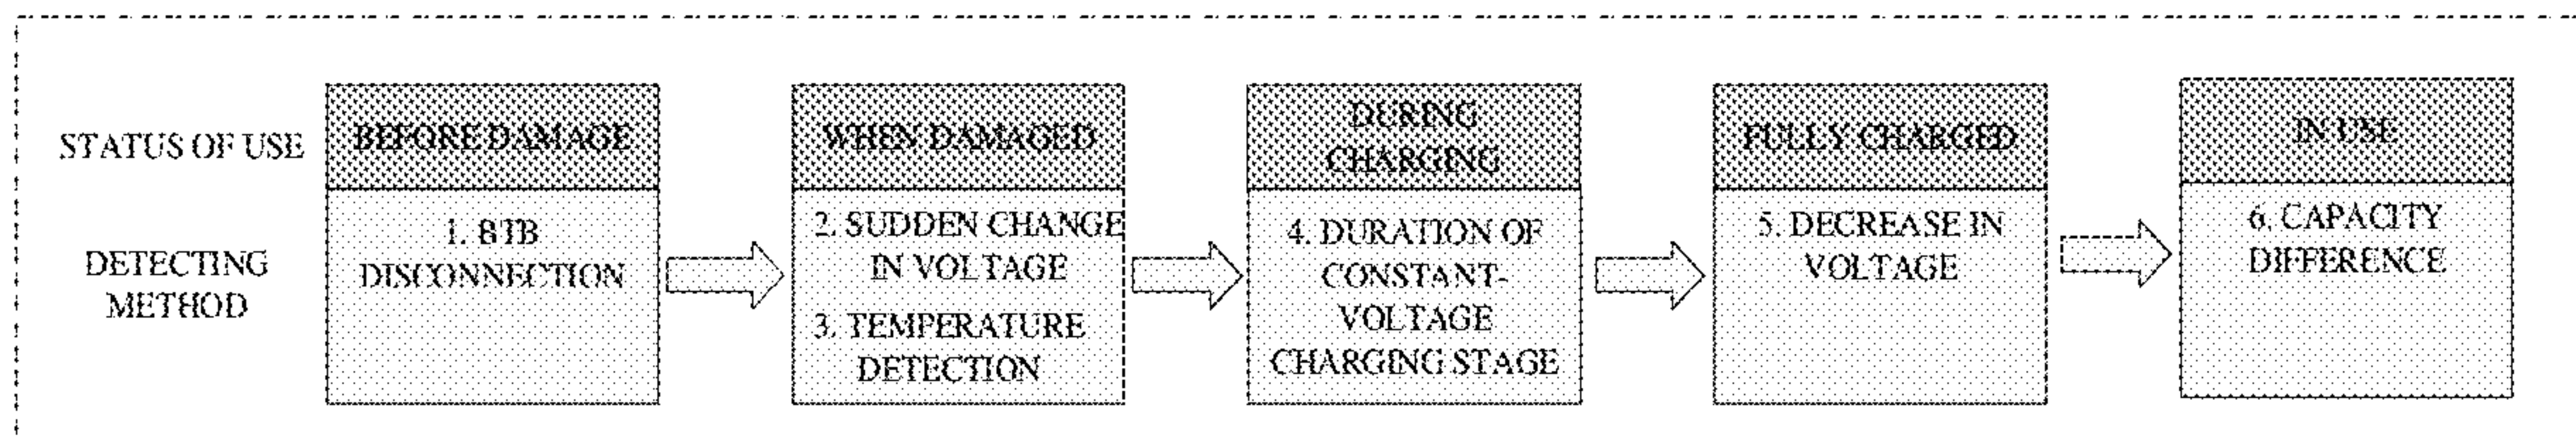 STATUS OF USE
BEFORE DAMAGE
WHEN DAMAGED
DURING
CHARGING
FULLY CHARGED
IN USE
DETECTING
METHOD
1. BTB
DISCONNECTION
2. SUDDEN CHANGE
IN VOLTAGE
3. TEMPERATURE
DETECTION
4. DURATION OF
CONSTANT-
VOLTAGE
CHARGING STAGE
5. DECREASE IN
VOLTAGE
6. CAPACITY
DIFFERENCE